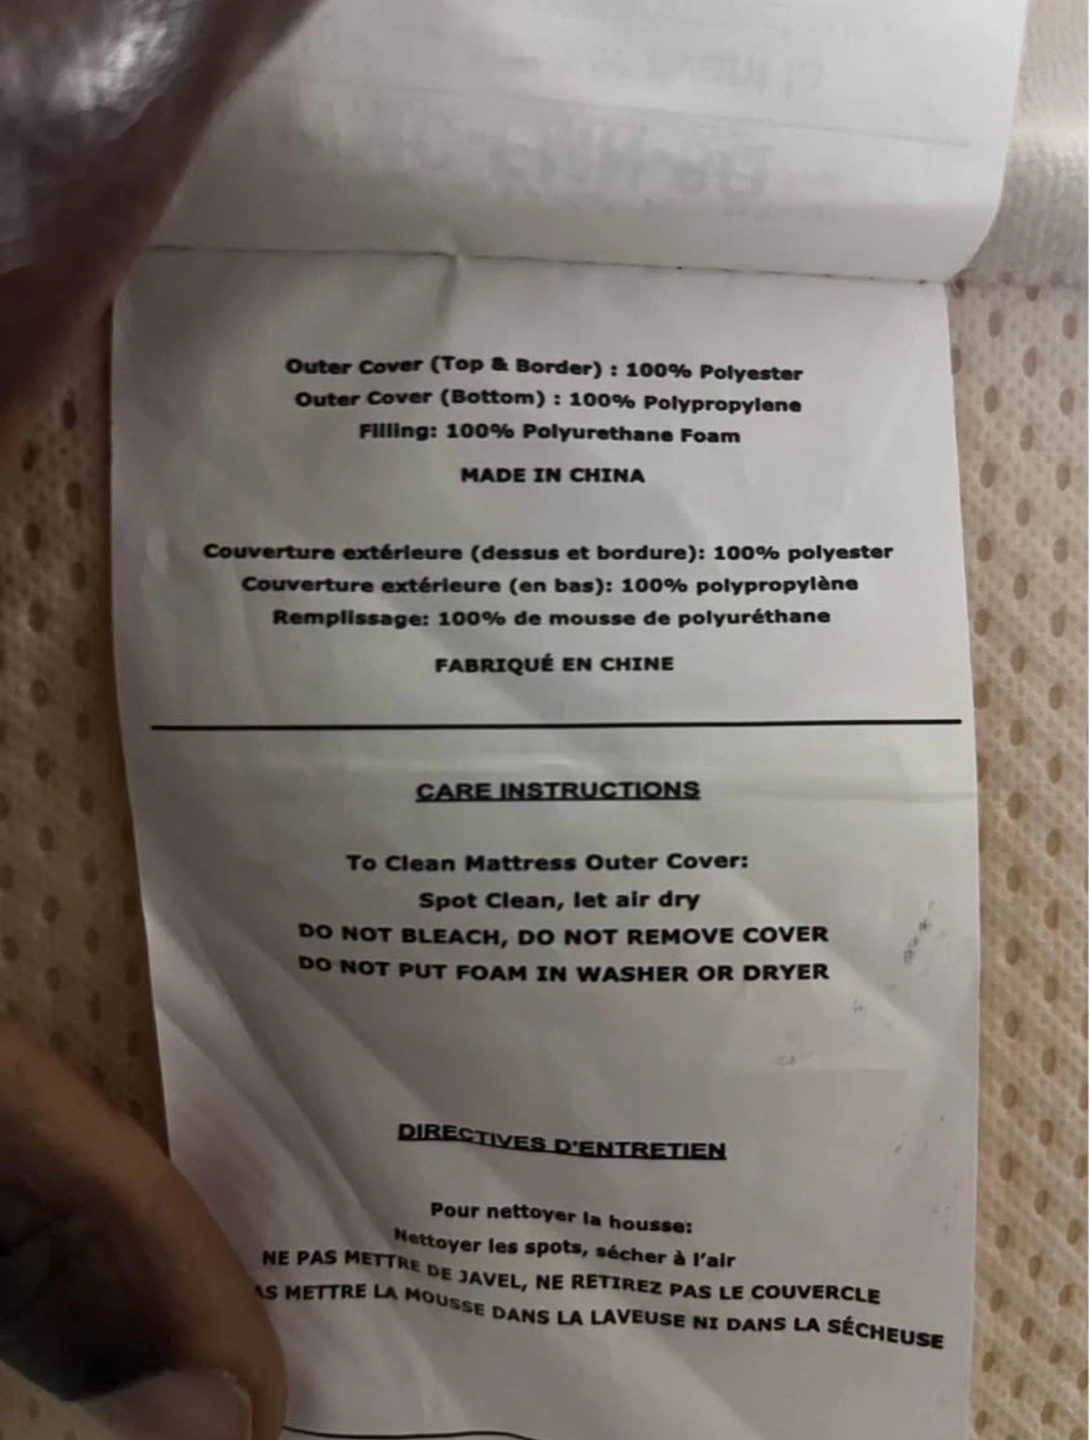 Outer Cover (Top & Border) : 100% Polyester
Outer Cover (Bottom) : 100% Polypropylene
Filling: 100% Polyurethane Foam
MADE IN CHINA
Couverture extérieure (dessus et bordure): 100% polyester
Couverture extérieure (en bas): 100% polypropylène
Remplissage: 100% de mousse de polyuréthane
FABRIQUÉ EN CHINE
CARE INSTRUCTIONS
To Clean Mattress Outer Cover:
Spot Clean, let air dry
DO NOT BLEACH, DO NOT REMOVE COVER
DO NOT PUT FOAM IN WASHER OR DRYER
DIRECTIVES D'ENTRETIEN
Pour nettoyer la housse:
Nettoyer les spots, sécher à l'air
NE PAS METTRE DE JAVEL, NE RETIREZ PAS LE COUVERCLE
METTRE LA MOUSSE DANS LA LAVEUSE NI DANS LA SÉCHEUSE